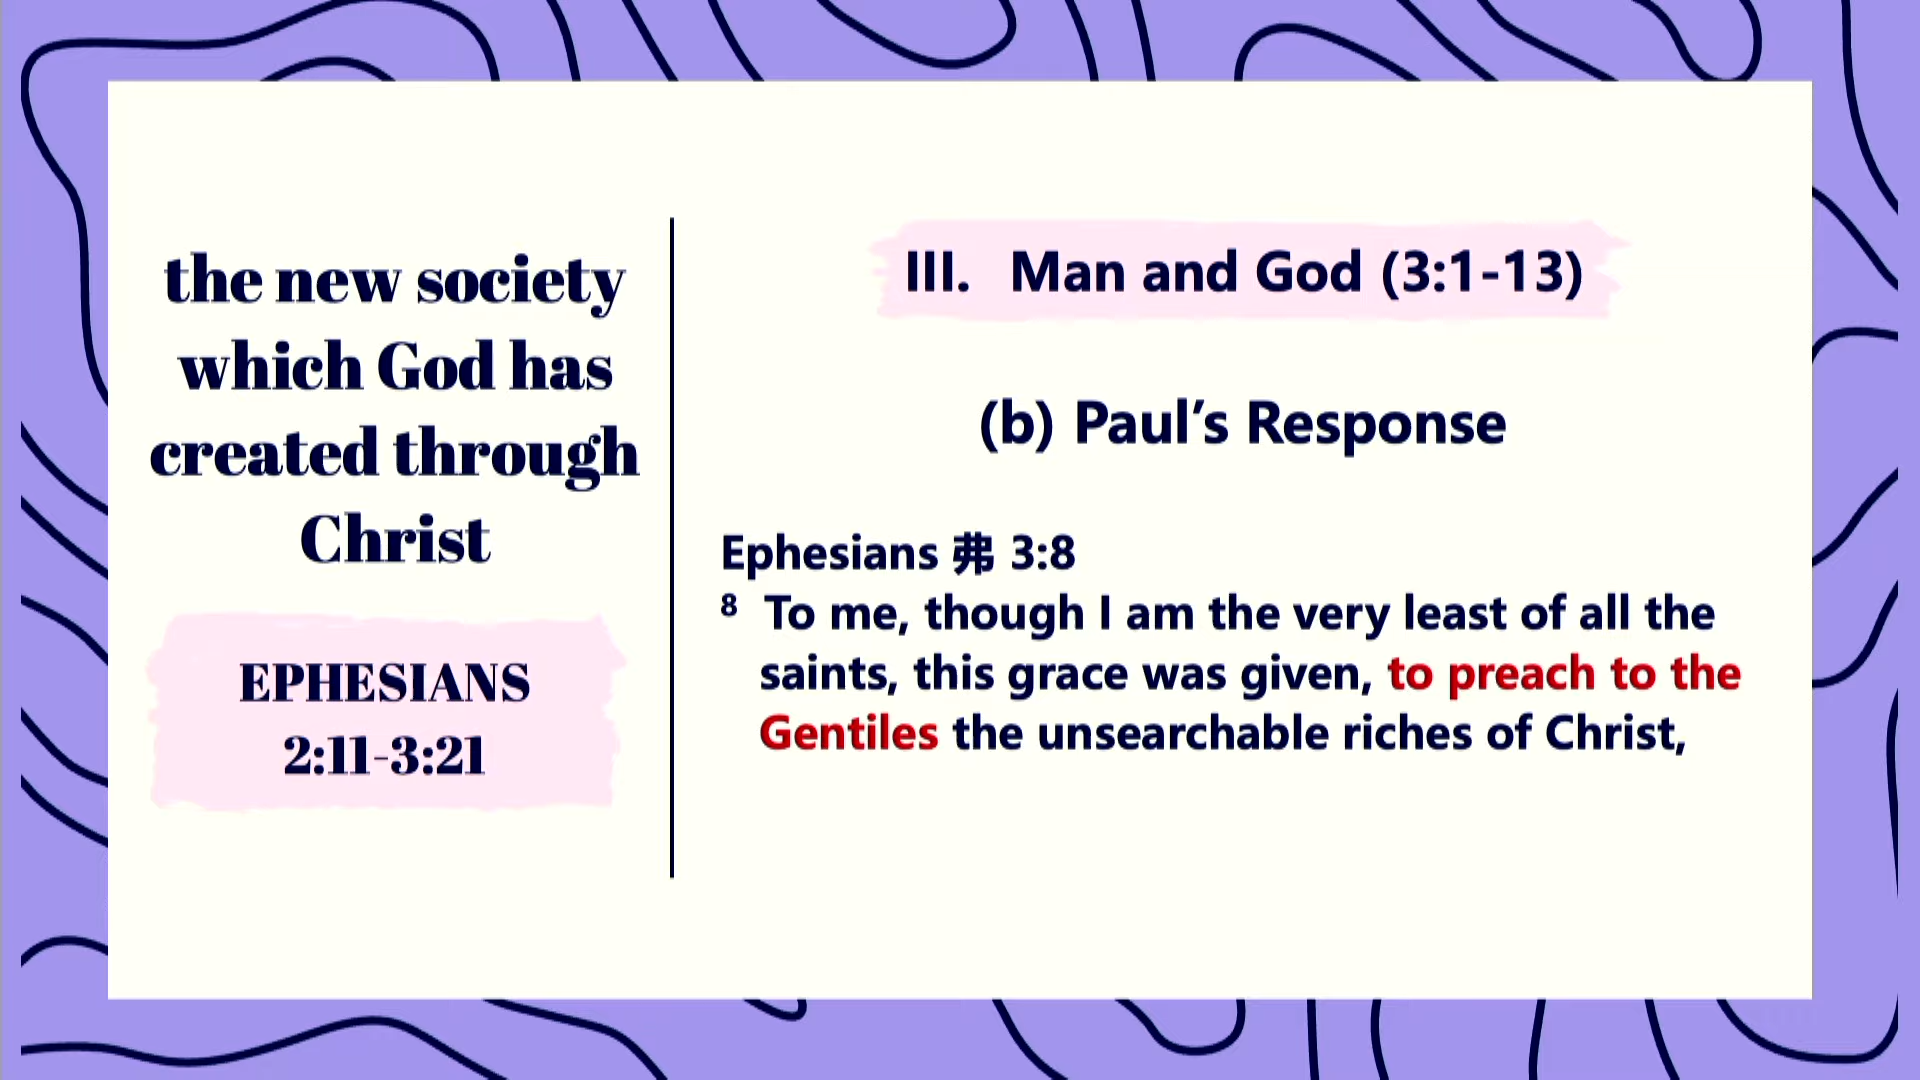 the new society
which God has
created through
Christ
EPHESIANS
2:11-3:21
III. Man and God (3:1-13)
(b) Paul’s Response
Ephesians 弗 3:8
8 To me, though I am the very least of all the
saints, this grace was given, to preach to the
Gentiles the unsearchable riches of Christ,